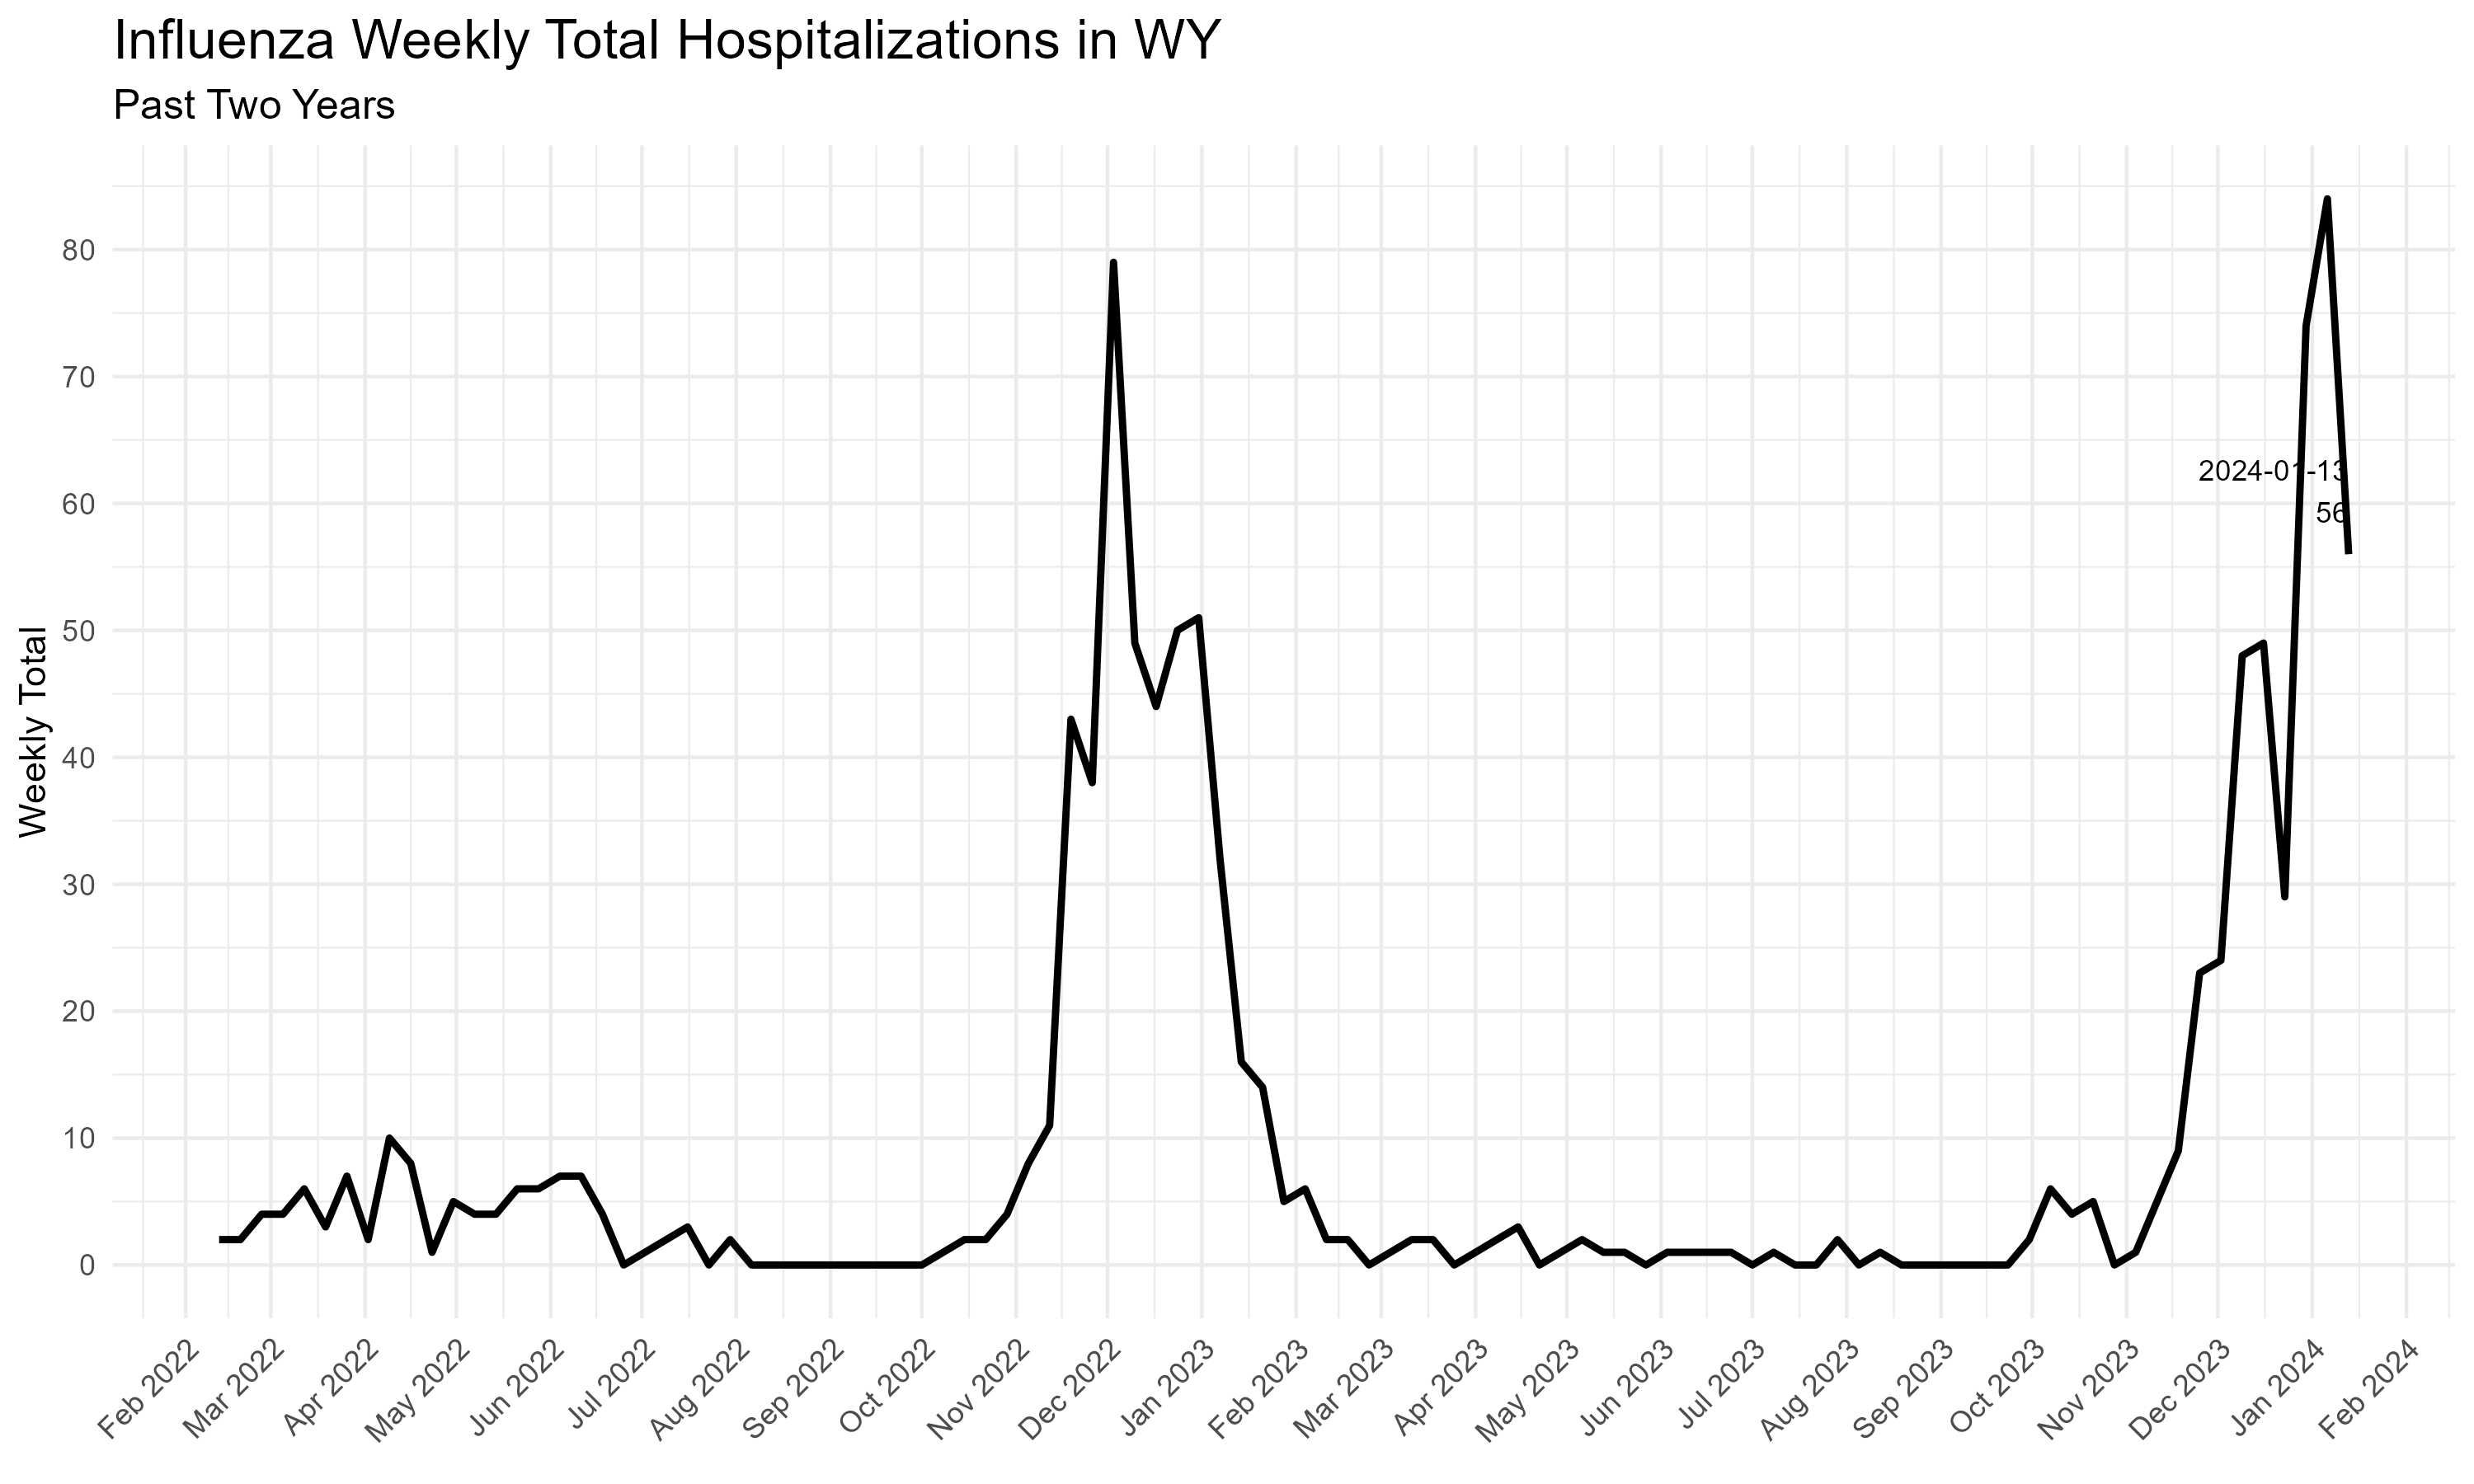 Influenza Weekly Total Hospitalizations in WY
Past Two Years
Weekly Total
80
70
60
50
40
30
20
10
0
2024-01-13
56
Feb 2022
Mar 2022
Apr 2022
May 2022
Jun 2022
Jul 2022
Aug 2022
Sep 2022
Oct 2022
Nov 2022
Dec 2022
Jan 2023
Feb 2023
Mar 2023
Apr 2023
May 2023
Jun 2023
Jul 2023
Aug 2023
Sep 2023
Oct 2023
Nov 2023
Dec 2023
Jan 2024
Feb 2024